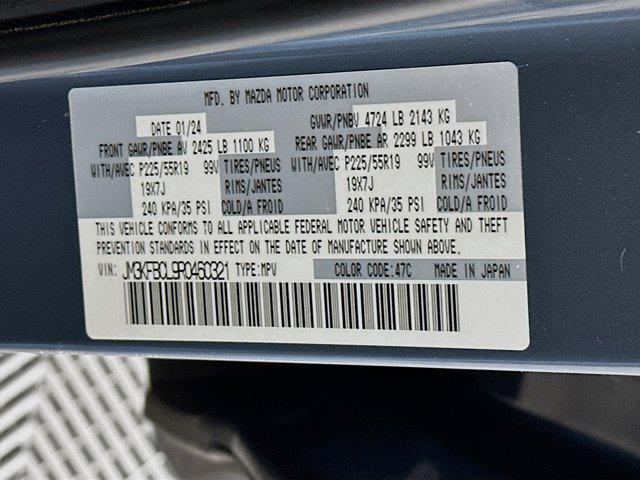 MFD. BY MAZDA MOTOR CORPORATION
DATE 01/24 GVWR/PNBV 4724 LB 2143 KG
FRONT GAWR/PNBE AV 2425 LB 1100 KG REAR GAWR/PNBE AR 2299 LB 1043 KG
WITH/AVEC P225/55R19 99V TIRES/PNEUS WITH/AVEC P225/55R19 99V TIRES/PNEUS
19X7J RIMS/JANTES 19X7J RIMS/JANTES
240 KPA/35 PSI COLD/A FROID 240 KPA/35 PSI COLD/A FROID
THIS VEHICLE CONFORMS TO ALL APPLICABLE FEDERAL MOTOR VEHICLE SAFETY AND THEFT
PREVENTION STANDARDS IN EFFECT ON THE DATE OF MANUFACTURE SHOWN ABOVE.
VIN: JM3KFBCL9R0460321 TYPE:MPV COLOR CODE:47C MADE IN JAPAN